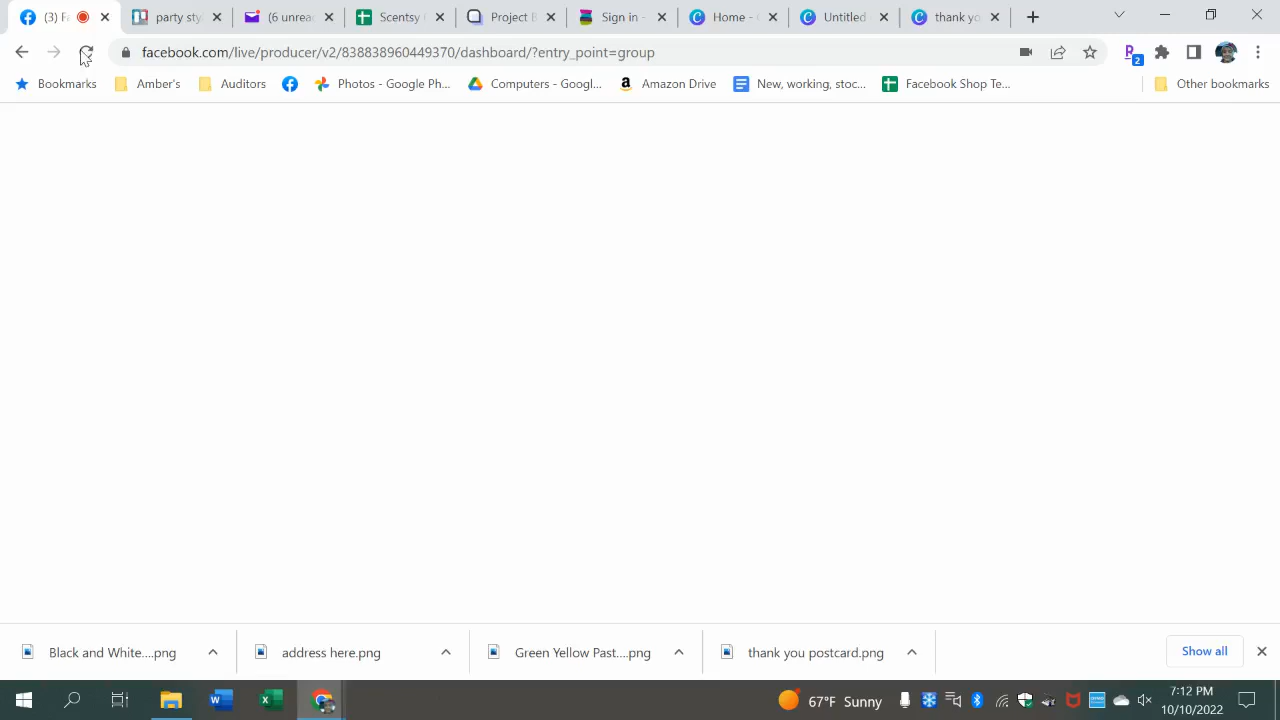 (3) Fa
party sty
(6 unrea
Scentsy
Project B
Sign in -
Home -
Untitled
thank yo
facebook.com/live/producer/v2/838838960449370/dashboard/?entry_point=group
2
Bookmarks
Amber's
Auditors
Photos - Google Ph...
Computers - Googl...
Amazon Drive
New, working, stoc...
Facebook Shop Te...
Other bookmarks
Black and White....png
address here.png
Green Yellow Past....png
thank you postcard.png
Show all
67°F Sunny
7:12 PM
10/10/2022